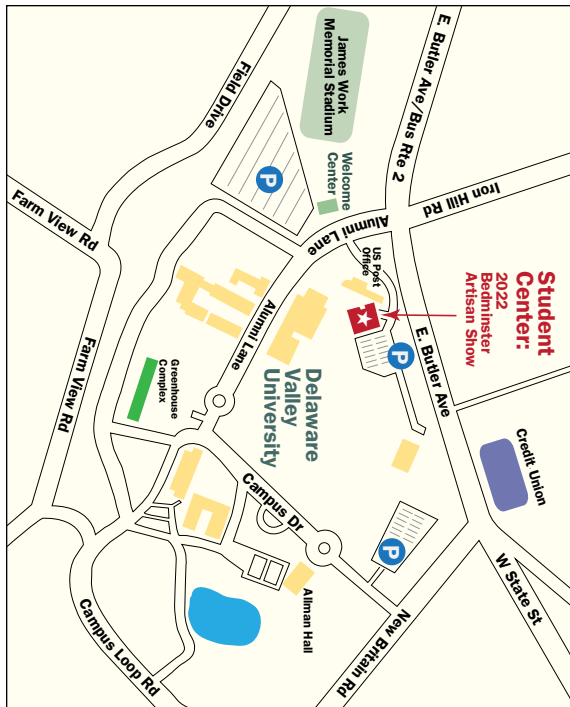 E. Butler Ave/Bus Rte 2
Iron Hill Rd
James Work
Memorial Stadium
Field Drive
Welcome
Center
P
Alumni Lane
US Post
Office
Student
Center:
2022
Bedminster
Artisan Show
P
E. Butler Ave
Credit Union
W State St
Farm View Rd
Farm View Rd
Alumni Lane
Greenhouse
Complex
Delaware
Valley
University
Campus Dr
P
Allman Hall
New Britain Rd
Campus Loop Rd